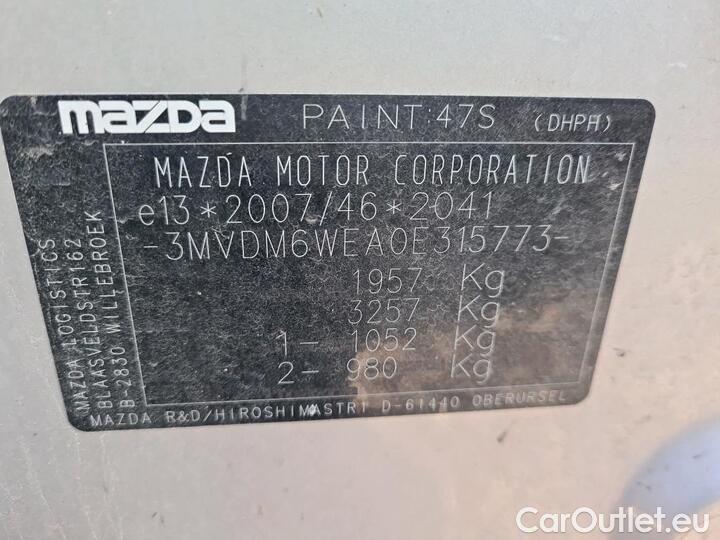 mazda PAINT:47S (DHPH)
MAZDA MOTOR CORPORATION
e13*2007/46*2041
-3MVDM6WEA0E315773-
1957 Kg
3257 Kg
1- 1052 Kg
2- 980 Kg
MAZDA LOGISTICS
BLAASVELDSTR162
B-2830 WILLEBROEK
MAZDA R&D/HIROSHIMASTR1 D-61440 OBERURSEL
CarOutlet.eu